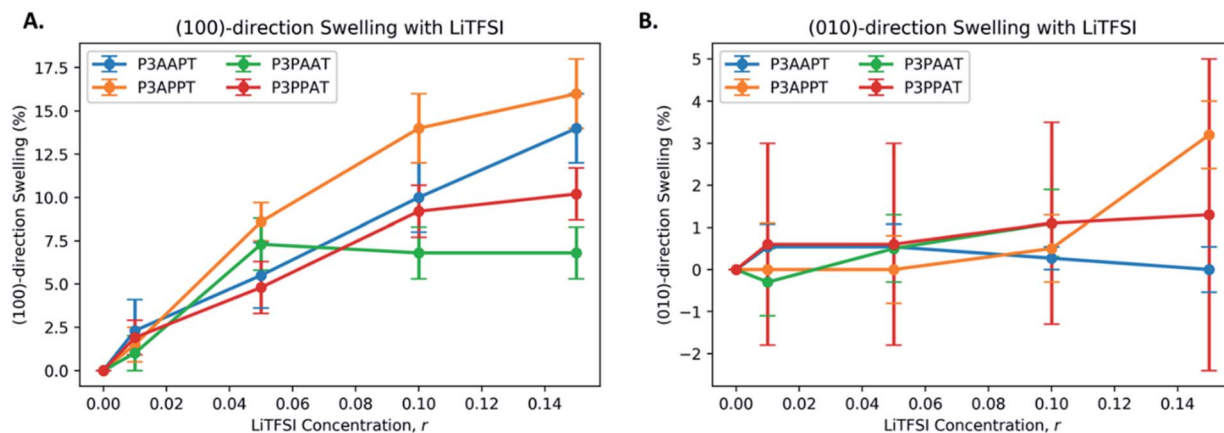 A.
(100)-direction Swelling with LiTFSI
P3AAPT
P3PAAT
P3APPT
P3PPAT
(100)-direction Swelling (%)
17.5
15.0
12.5
10.0
7.5
5.0
2.5
0.0
0.00 0.02 0.04 0.06 0.08 0.10 0.12 0.14
LiTFSI Concentration, r
B.
(010)-direction Swelling with LiTFSI
P3AAPT
P3PAAT
P3APPT
P3PPAT
(010)-direction Swelling (%)
5
4
3
2
1
0
−1
−2
0.00 0.02 0.04 0.06 0.08 0.10 0.12 0.14
LiTFSI Concentration, r